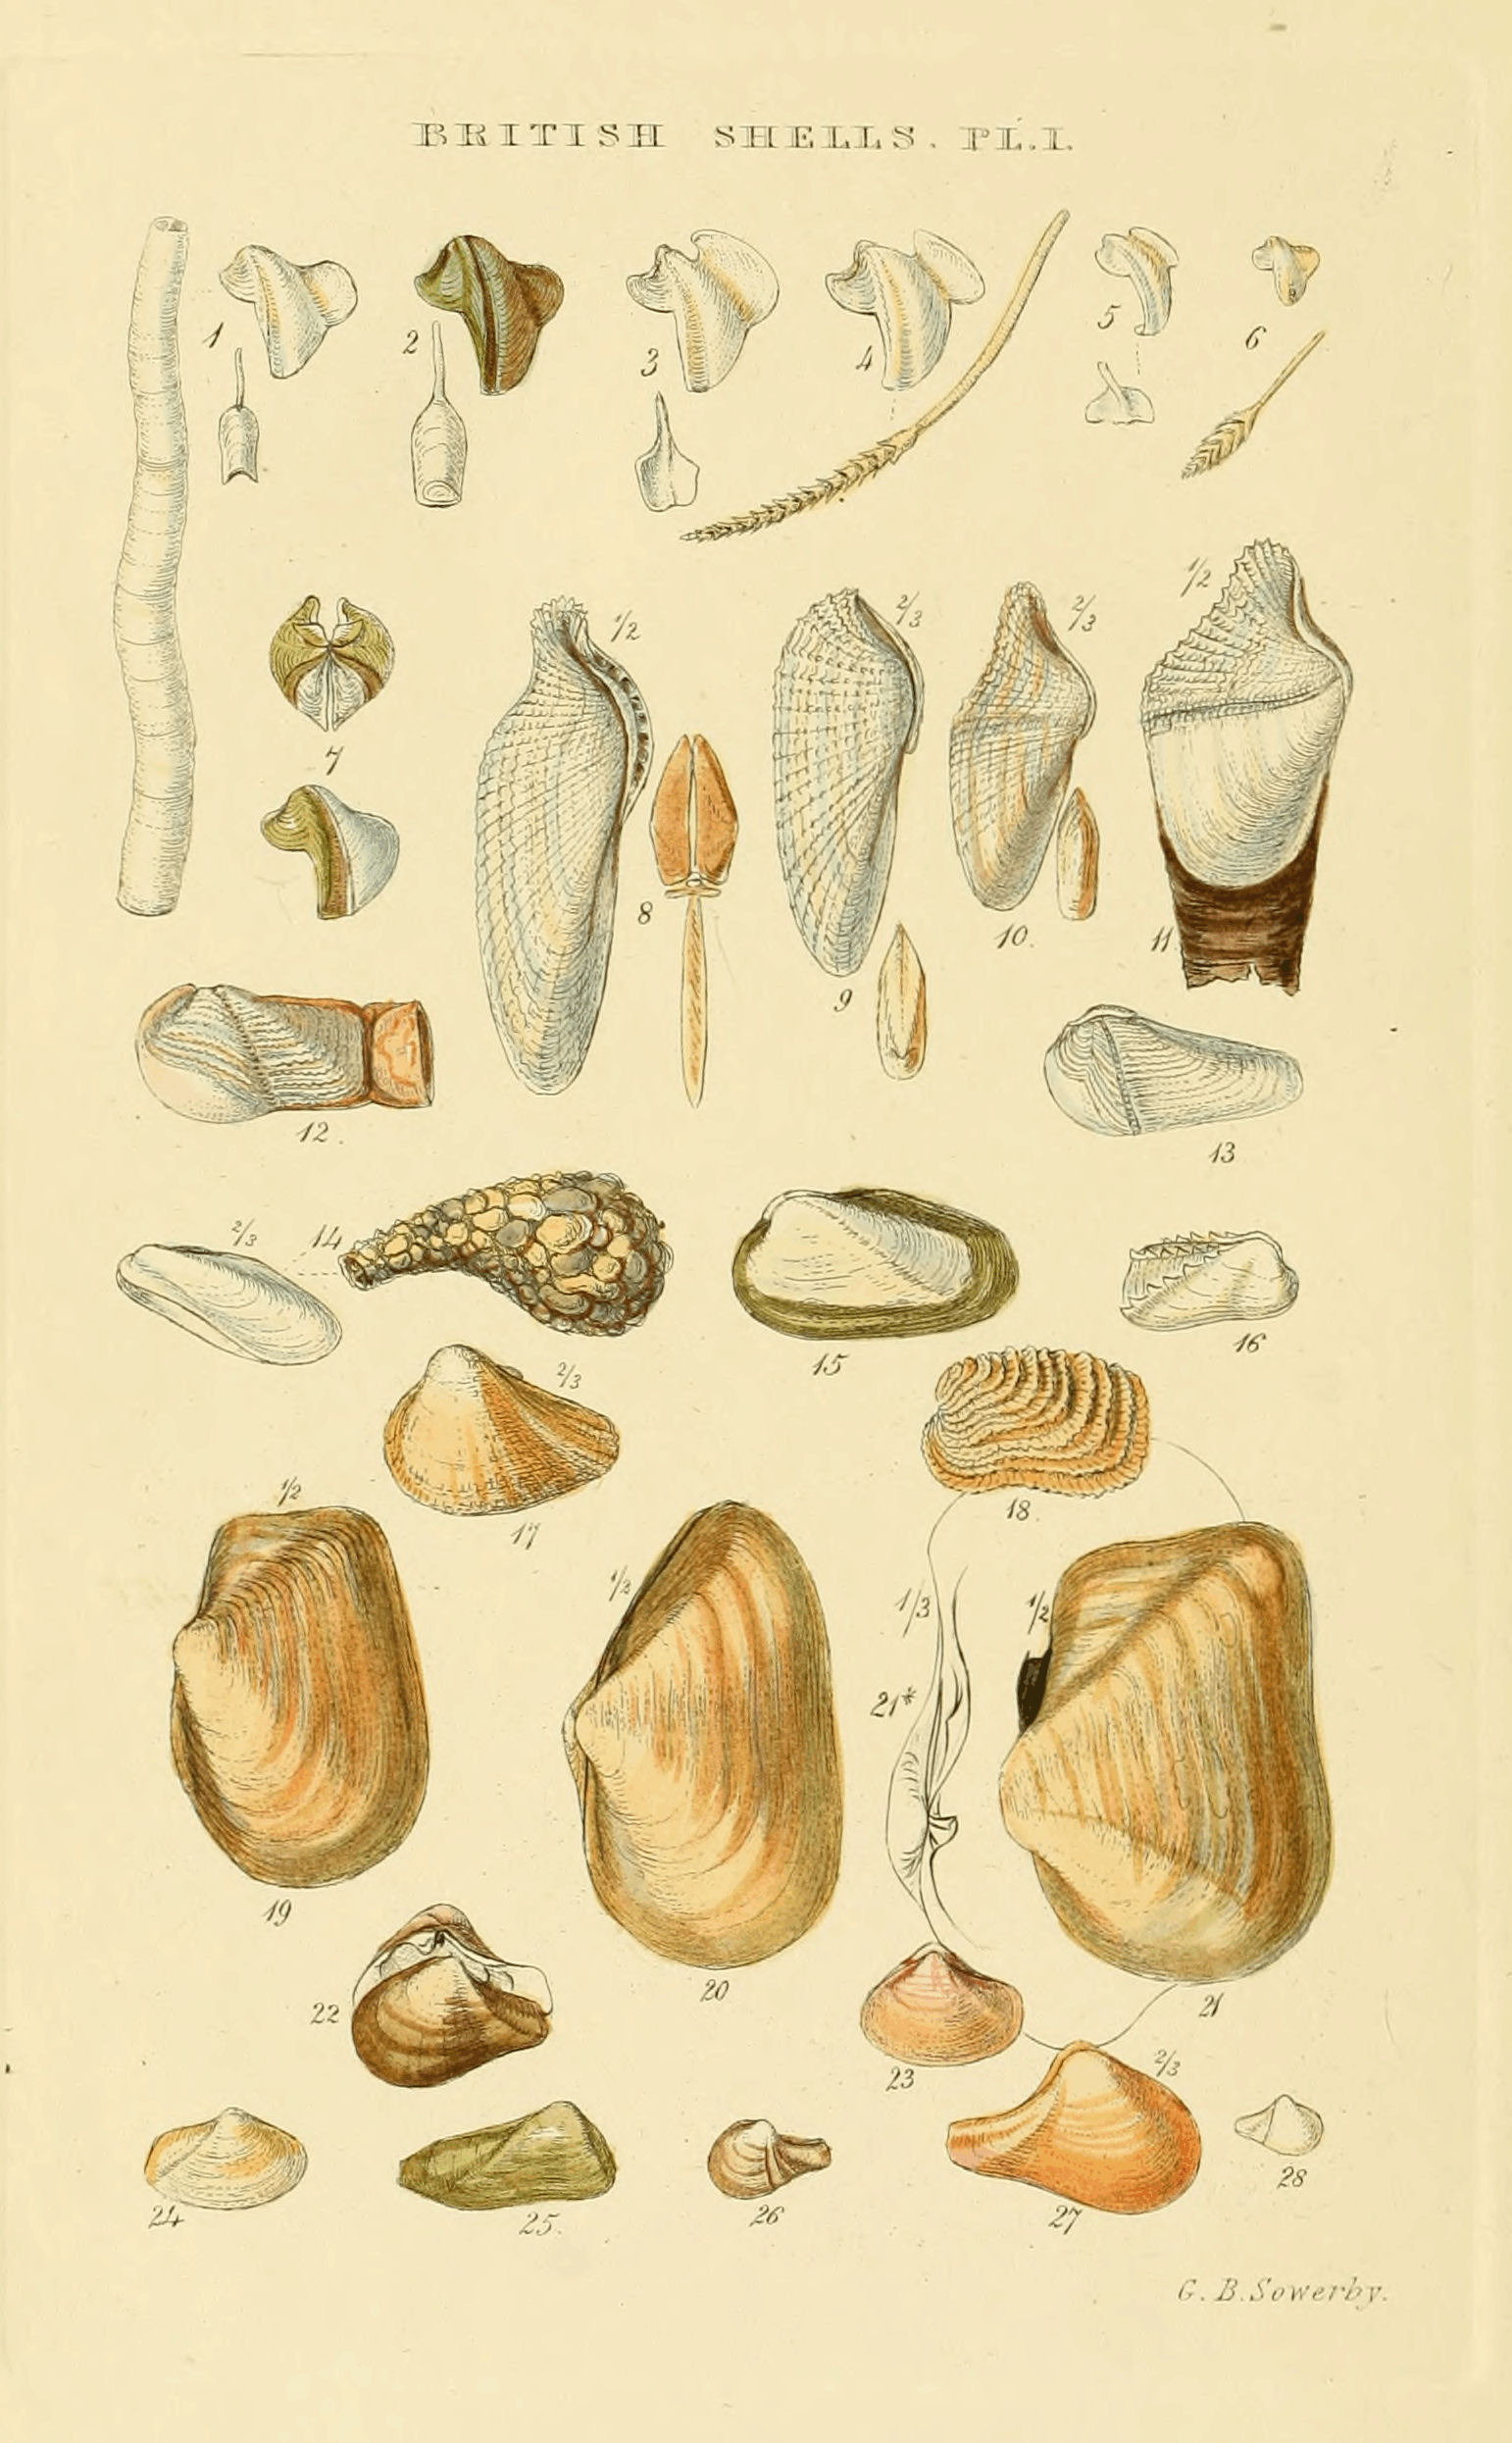 BRITISH SHELLS. PL.I.
1 2 3 4 5 6
1/2 2/3 2/3 1/2
7
8 9 10. 11
12. 13
2/3 14 15 16
2/3
17 18.
1/2 1/2 1/3 1/2
21*
19 20 21
22 23 2/3
24 25. 26 27 28
G. B. Sowerby.